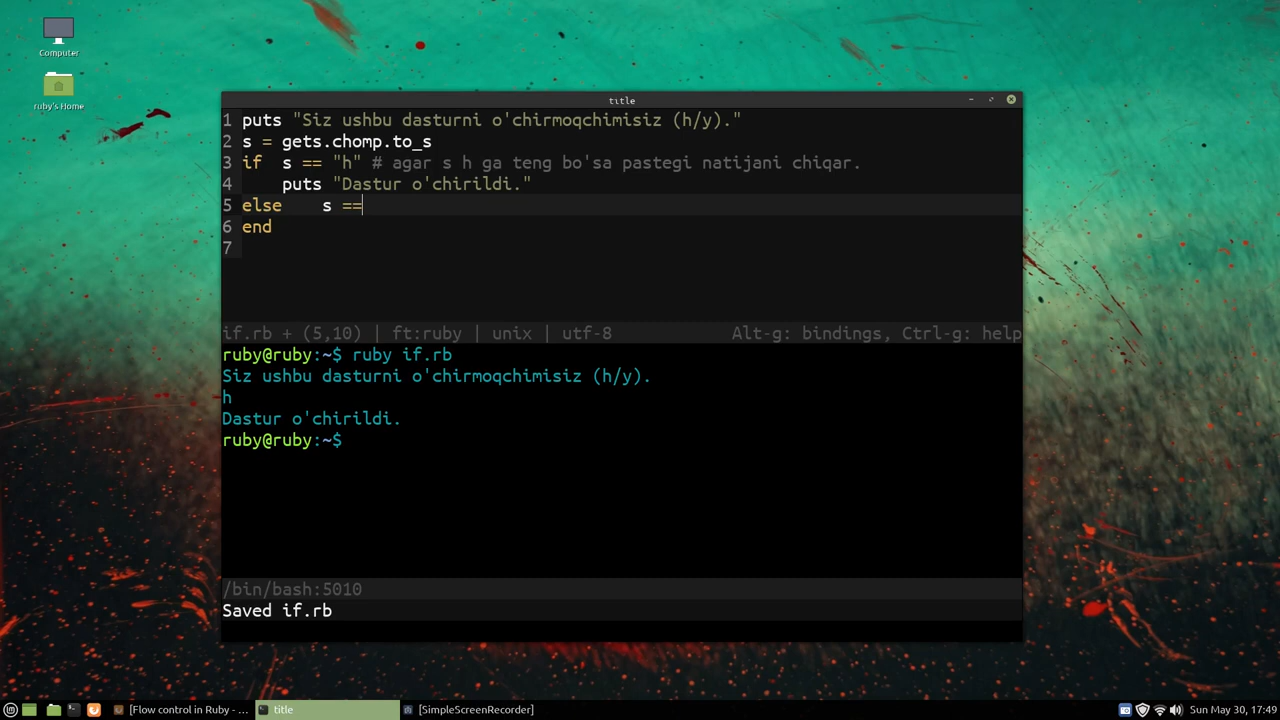 Computer
ruby's Home
title
1 puts "Siz ushbu dasturni o'chirmoqchimisiz (h/y)."
2 s = gets.chomp.to_s
3 if  s == "h" # agar s h ga teng bo'sa pastegi natijani chiqar.
4     puts "Dastur o'chirildi."
5 else    s ==
6 end
7
if.rb + (5,10) | ft:ruby | unix | utf-8 Alt-g: bindings, Ctrl-g: help
ruby@ruby:~$ ruby if.rb
Siz ushbu dasturni o'chirmoqchimisiz (h/y).
h
Dastur o'chirildi.
ruby@ruby:~$
/bin/bash:5010
Saved if.rb
[Flow control in Ruby - ... title [SimpleScreenRecorder] Sun May 30, 17:49